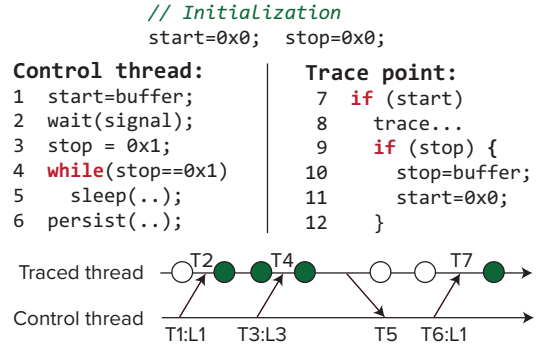 // Initialization
start=0x0;  stop=0x0;
Control thread:
1  start=buffer;
2  wait(signal);
3  stop = 0x1;
4  while(stop==0x1)
5    sleep(..);
6  persist(..);
Trace point:
7  if (start)
8    trace...
9    if (stop) {
10     stop=buffer;
11     start=0x0;
12   }
T2 T4 T7
Traced thread
Control thread
T1:L1 T3:L3 T5 T6:L1